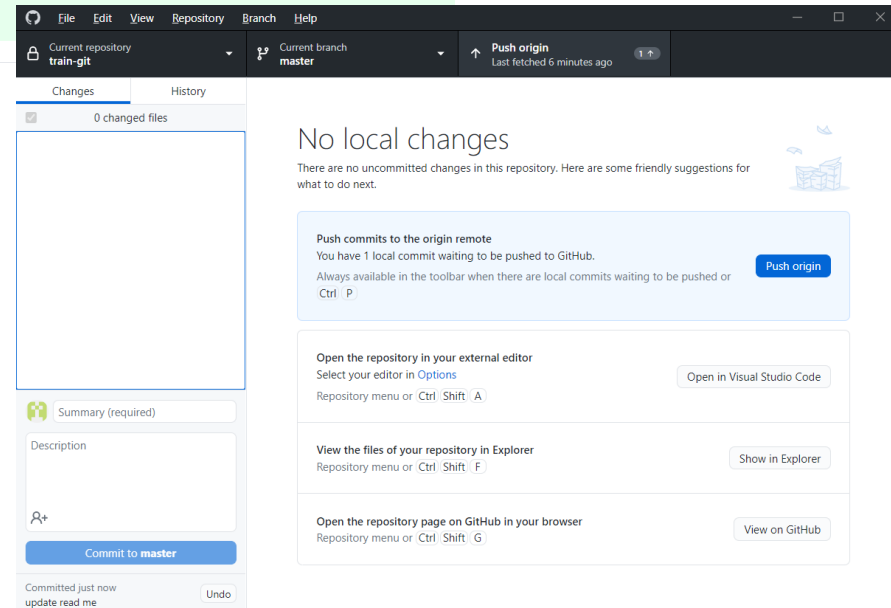 File Edit View Repository Branch Help
Current repository
train-git
Current branch
master
Push origin
Last fetched 6 minutes ago
1
Changes History
0 changed files
No local changes
There are no uncommitted changes in this repository. Here are some friendly suggestions for
what to do next.
Push commits to the origin remote
You have 1 local commit waiting to be pushed to GitHub.
Always available in the toolbar when there are local commits waiting to be pushed or
Ctrl P
Push origin
Open the repository in your external editor
Select your editor in Options
Repository menu or Ctrl Shift A
Open in Visual Studio Code
View the files of your repository in Explorer
Repository menu or Ctrl Shift F
Show in Explorer
Open the repository page on GitHub in your browser
Repository menu or Ctrl Shift G
View on GitHub
Summary (required)
Description
Commit to master
Committed just now
update read me
Undo